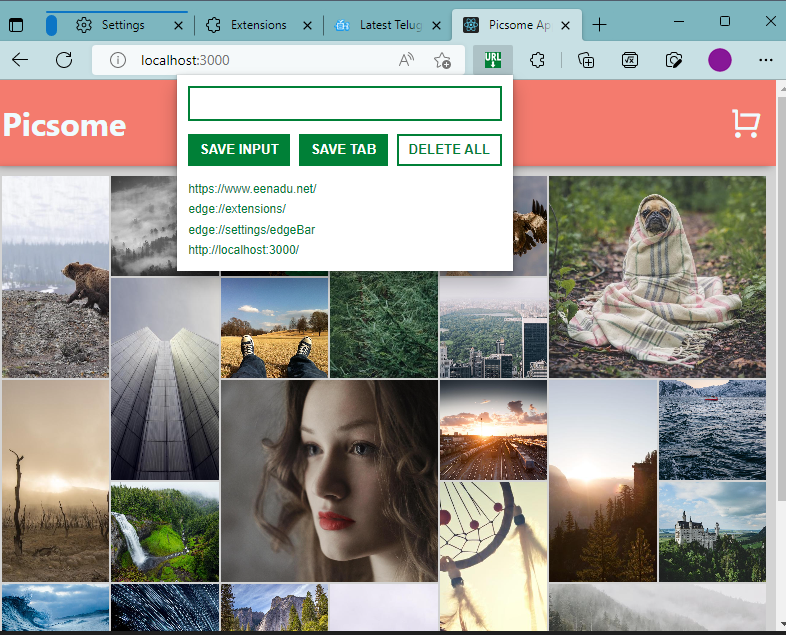 Settings
Extensions
Latest Telug
Picsome Ap
localhost:3000
URL
Picsome
SAVE INPUT
SAVE TAB
DELETE ALL
https://www.eenadu.net/
edge://extensions/
edge://settings/edgeBar
http://localhost:3000/